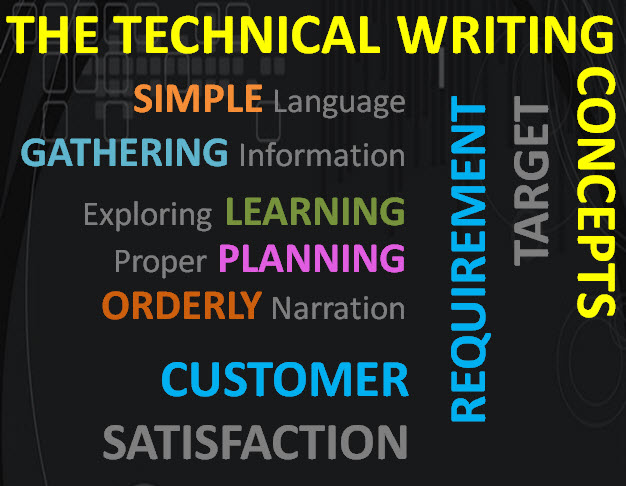 THE TECHNICAL WRITING
CONCEPTS
SIMPLE Language
GATHERING Information
Exploring LEARNING
Proper PLANNING
ORDERLY Narration
CUSTOMER
SATISFACTION
REQUIREMENT
TARGET